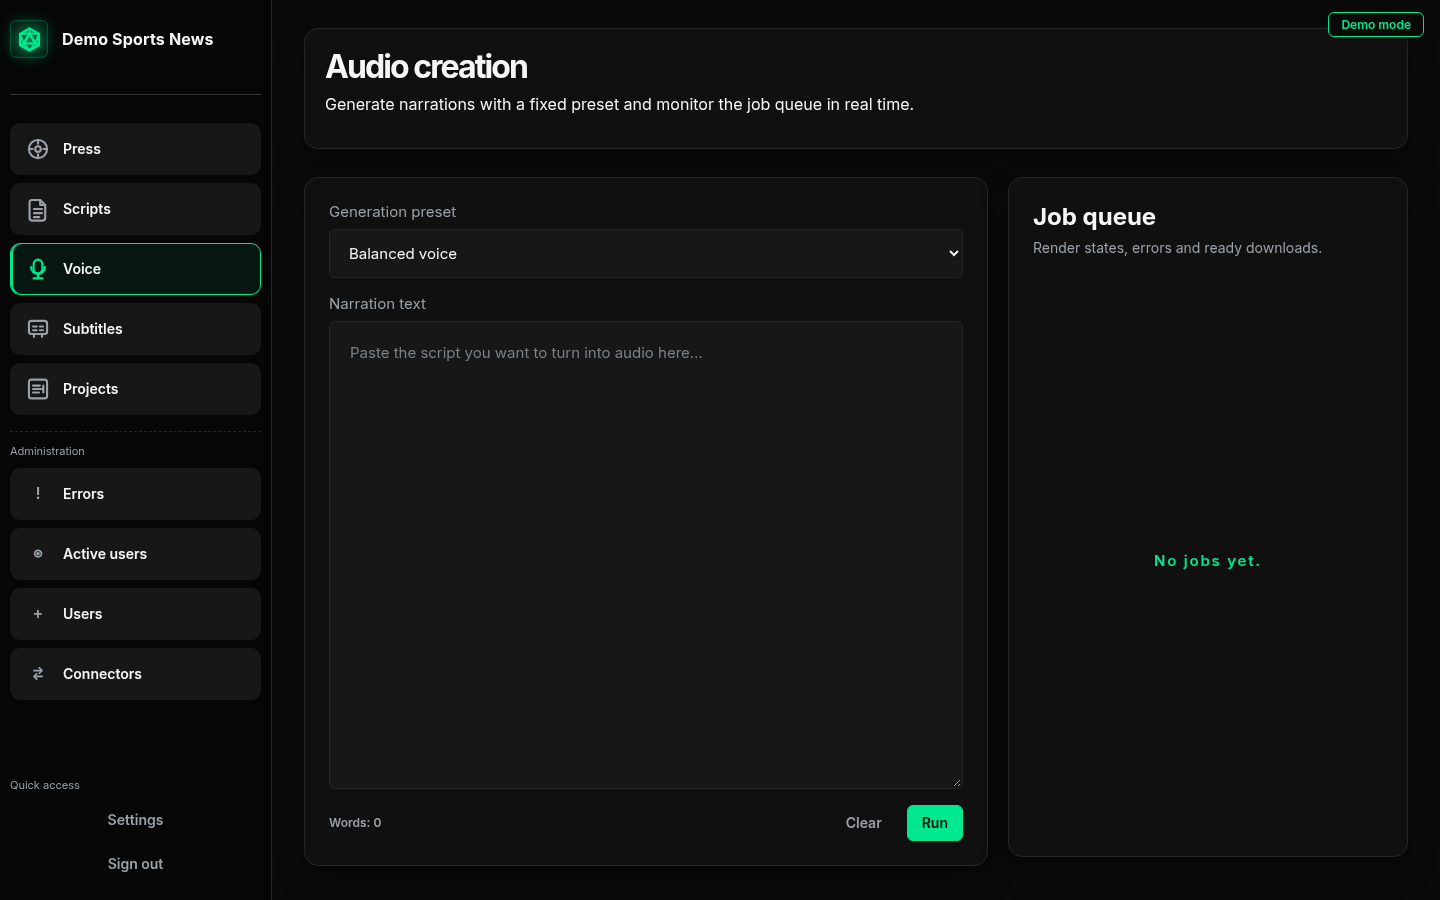 Demo Sports News
Press
Scripts
Voice
Subtitles
Projects
Administration
! Errors
Active users
+ Users
Connectors
Quick access
Settings
Sign out
Demo mode
Audio creation
Generate narrations with a fixed preset and monitor the job queue in real time.
Generation preset
Balanced voice
Narration text
Paste the script you want to turn into audio here...
Words: 0
Clear
Run
Job queue
Render states, errors and ready downloads.
No jobs yet.